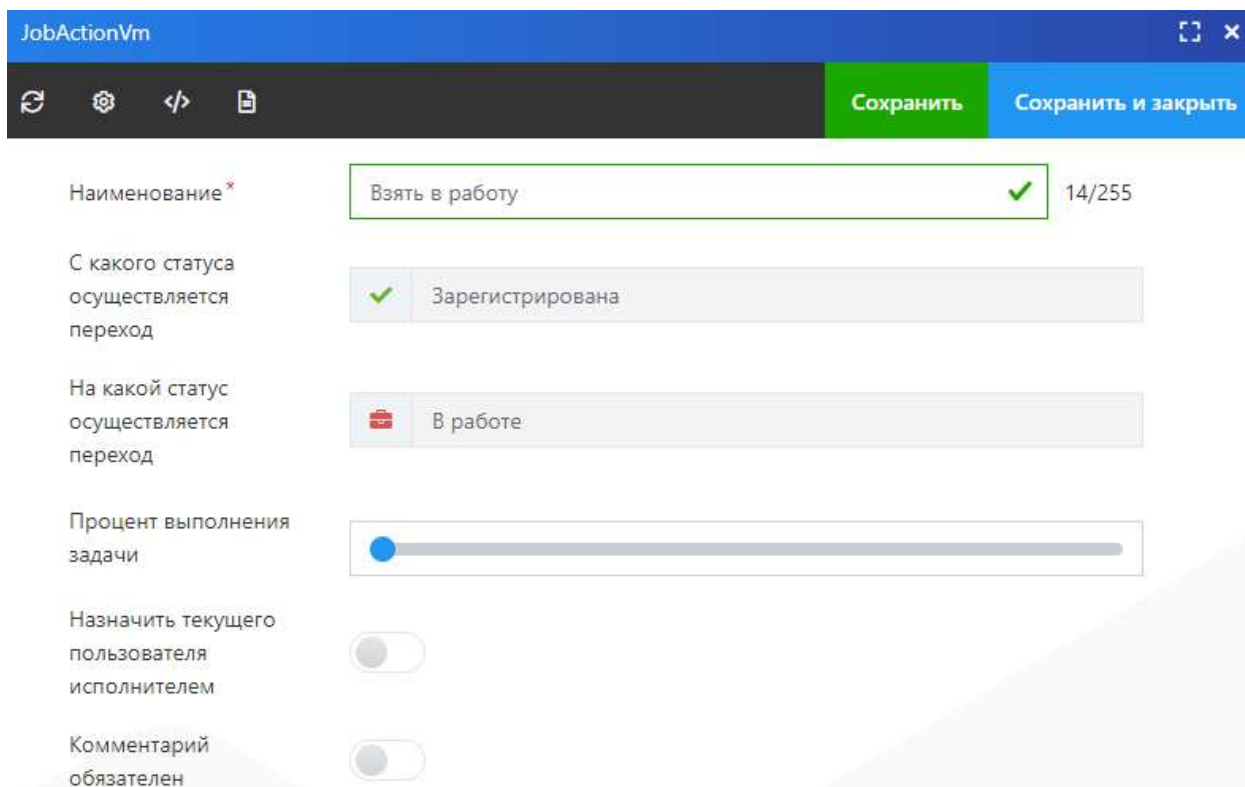 JobActionVm
Сохранить
Сохранить и закрыть
Наименование*
Взять в работу
14/255
С какого статуса
осуществляется
переход
Зарегистрирована
На какой статус
осуществляется
переход
В работе
Процент выполнения
задачи
Назначить текущего
пользователя
исполнителем
Комментарий
обязателен